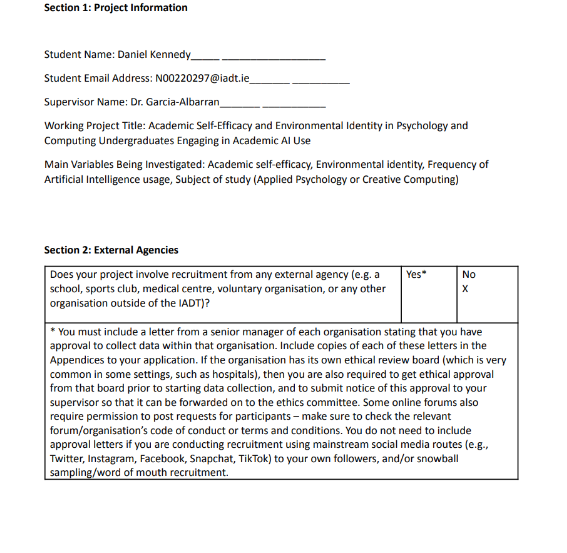 Section 1: Project Information
Student Name: Daniel Kennedy_____ ___________________
Student Email Address: N00220297@iadt.ie_______ __________
Supervisor Name: Dr. Garcia-Albarran_______ ___________
Working Project Title: Academic Self-Efficacy and Environmental Identity in Psychology and
Computing Undergraduates Engaging in Academic AI Use
Main Variables Being Investigated: Academic self-efficacy, Environmental identity, Frequency of
Artificial Intelligence usage, Subject of study (Applied Psychology or Creative Computing)
Section 2: External Agencies
Does your project involve recruitment from any external agency (e.g. a
school, sports club, medical centre, voluntary organisation, or any other
organisation outside of the IADT)?
Yes*
No
X
* You must include a letter from a senior manager of each organisation stating that you have
approval to collect data within that organisation. Include copies of each of these letters in the
Appendices to your application. If the organisation has its own ethical review board (which is very
common in some settings, such as hospitals), then you are also required to get ethical approval
from that board prior to starting data collection, and to submit notice of this approval to your
supervisor so that it can be forwarded on to the ethics committee. Some online forums also
require permission to post requests for participants – make sure to check the relevant
forum/organisation's code of conduct or terms and conditions. You do not need to include
approval letters if you are conducting recruitment using mainstream social media routes (e.g.,
Twitter, Instagram, Facebook, Snapchat, TikTok) to your own followers, and/or snowball
sampling/word of mouth recruitment.